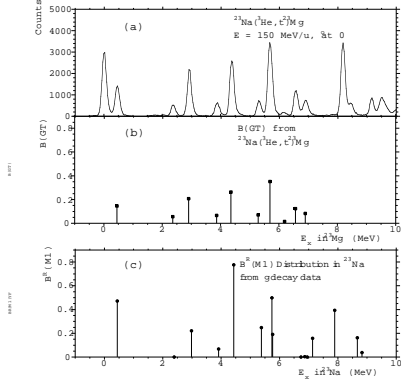 5000
4000
3000
2000
1000
0
Counts
(a)
²³Na(³He,t)²³Mg
E = 150 MeV/u, at 0
0.8
0.6
0.4
0.2
0
B(GT)
(b)
B(GT) from
²³Na(³He,t)²³Mg
0 2 4 6 8 10
Eₓ in ²³Mg (MeV)
0.8
0.6
0.4
0.2
0
Bᴿ(M1)
(c)
Bᴿ(M1) Distribution in ²³Na
from g decay data
0 2 4 6 8 10
Eₓ in ²³Na (MeV)